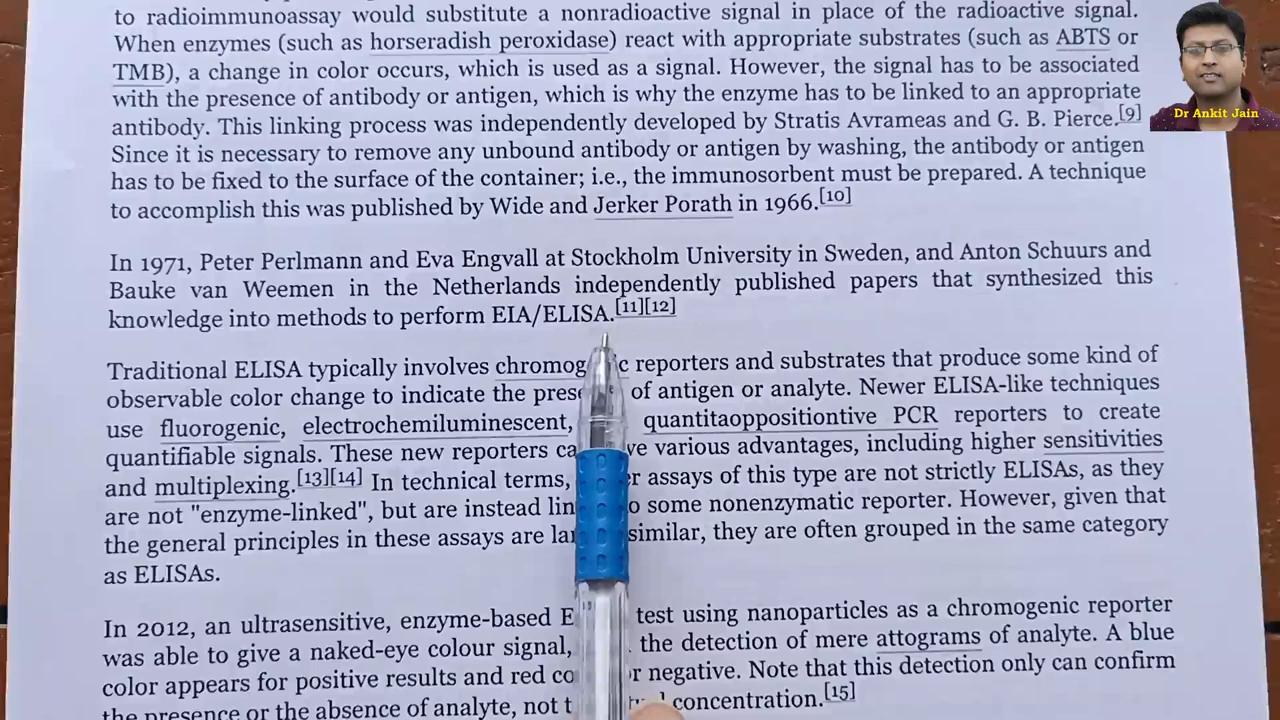 to radioimmunoassay would substitute a nonradioactive signal in place of the radioactive signal.
When enzymes (such as horseradish peroxidase) react with appropriate substrates (such as ABTS or
TMB), a change in color occurs, which is used as a signal. However, the signal has to be associated
with the presence of antibody or antigen, which is why the enzyme has to be linked to an appropriate
antibody. This linking process was independently developed by Stratis Avrameas and G. B. Pierce.[9]
Since it is necessary to remove any unbound antibody or antigen by washing, the antibody or antigen
has to be fixed to the surface of the container; i.e., the immunosorbent must be prepared. A technique
to accomplish this was published by Wide and Jerker Porath in 1966.[10]
In 1971, Peter Perlmann and Eva Engvall at Stockholm University in Sweden, and Anton Schuurs and
Bauke van Weemen in the Netherlands independently published papers that synthesized this
knowledge into methods to perform EIA/ELISA.[11][12]
Traditional ELISA typically involves chromog c reporters and substrates that produce some kind of
observable color change to indicate the prese of antigen or analyte. Newer ELISA-like techniques
use fluorogenic, electrochemiluminescent, quantitaoppositiontive PCR reporters to create
quantifiable signals. These new reporters ca ve various advantages, including higher sensitivities
and multiplexing.[13][14] In technical terms, r assays of this type are not strictly ELISAs, as they
are not "enzyme-linked", but are instead lin o some nonenzymatic reporter. However, given that
the general principles in these assays are la similar, they are often grouped in the same category
as ELISAs.
In 2012, an ultrasensitive, enzyme-based E test using nanoparticles as a chromogenic reporter
was able to give a naked-eye colour signal, the detection of mere attograms of analyte. A blue
color appears for positive results and red co r negative. Note that this detection only can confirm
the presence or the absence of analyte, not t concentration.[15]
Dr Ankit Jain